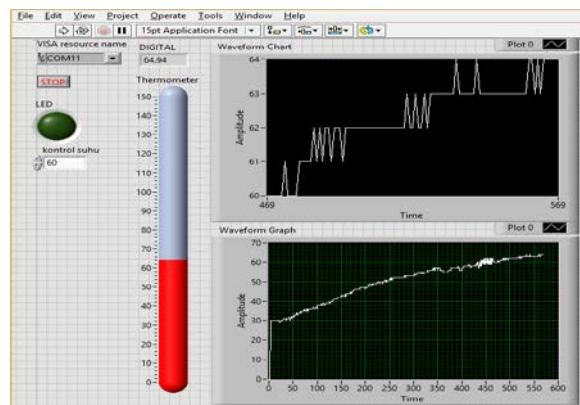 File Edit View Project Operate Tools Window Help
15pt Application Font
VISA resource name
COM11
DIGITAL
64.94
STOP
LED
kontrol suhu
60
Thermometer
150
140
130
120
110
100
90
80
70
60
50
40
30
20
10
0
Waveform Chart
Plot 0
Amplitude
64
63
62
61
60
469
569
Time
Waveform Graph
Plot 0
Amplitude
70
60
50
40
30
20
10
0
0 50 100 150 200 250 300 350 400 450 500 550 600
Time